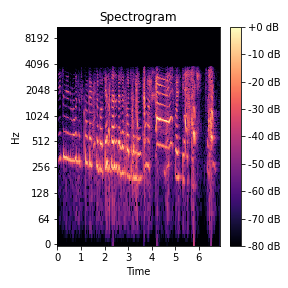 Spectrogram
+0 dB
8192
-10 dB
4096
-20 dB
2048
-30 dB
1024
-40 dB
Hz
512
-50 dB
256
128
-60 dB
64
-70 dB
0
-80 dB
0 1 2 3 4 5 6
Time